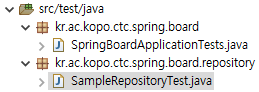 src/test/java
kr.ac.kopo.ctc.spring.board
SpringBoardApplicationTests.java
kr.ac.kopo.ctc.spring.board.repository
SampleRepositoryTest.java